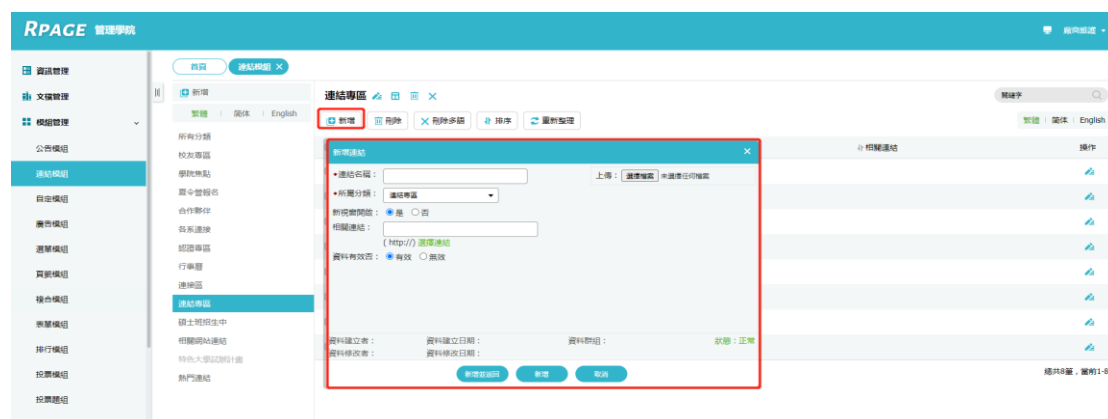 RPAGE 管理學院
資訊管理
文檔管理
模組管理
公告模組
連結模組
自定模組
廣告模組
選單模組
頁籤模組
複合模組
表單模組
排行模組
投票模組
投票題組
首頁 連結模組 ×
新增
繁體 | 简体 | English
所有分類
校友專區
學院焦點
夏令營報名
合作夥伴
各系連接
認證專區
行事曆
連接區
連結專區
碩士班招生中
相關網站連結
特色大學試辦計畫
熱門連結
連結專區
關鍵字
新增 刪除 刪除多語 排序 重新整理
繁體 | 简体 | English
相關連結 操作
新增連結 ×
*連結名稱： 上傳： 選擇檔案 未選擇任何檔案
*所屬分類： 連結專區
新視窗開啟： 是 否
相關連結：
( http://) 選擇連結
資料有效否： 有效 無效
資料建立者： 資料建立日期： 資料群組： 狀態：正常
資料修改者： 資料修改日期：
新增並返回 新增 取消
總共8筆，當前1-8